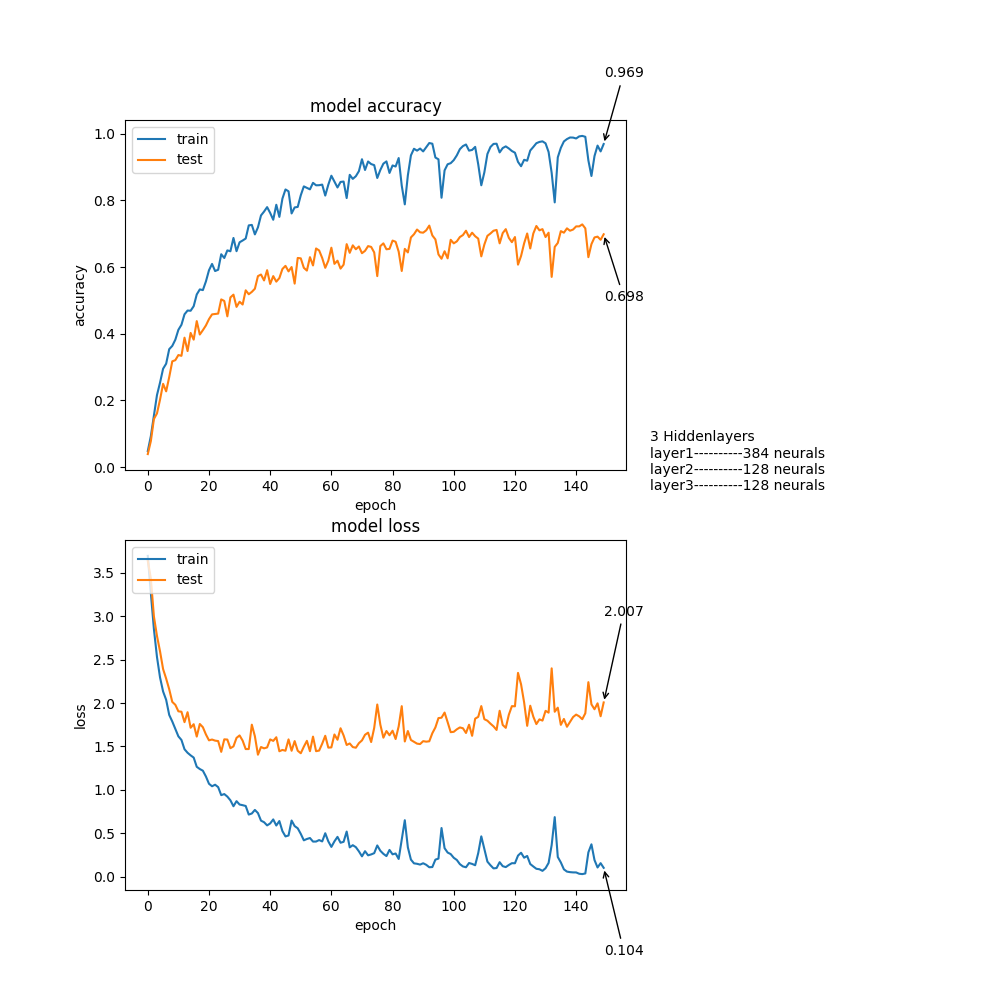 0.969
model accuracy
train
test
1.0
0.8
0.6
0.4
0.2
0.0
accuracy
0.698
0 20 40 60 80 100 120 140
epoch
3 Hiddenlayers
layer1----------384 neurals
layer2----------128 neurals
layer3----------128 neurals
model loss
train
test
3.5
3.0
2.5
2.0
1.5
1.0
0.5
0.0
loss
2.007
0 20 40 60 80 100 120 140
epoch
0.104